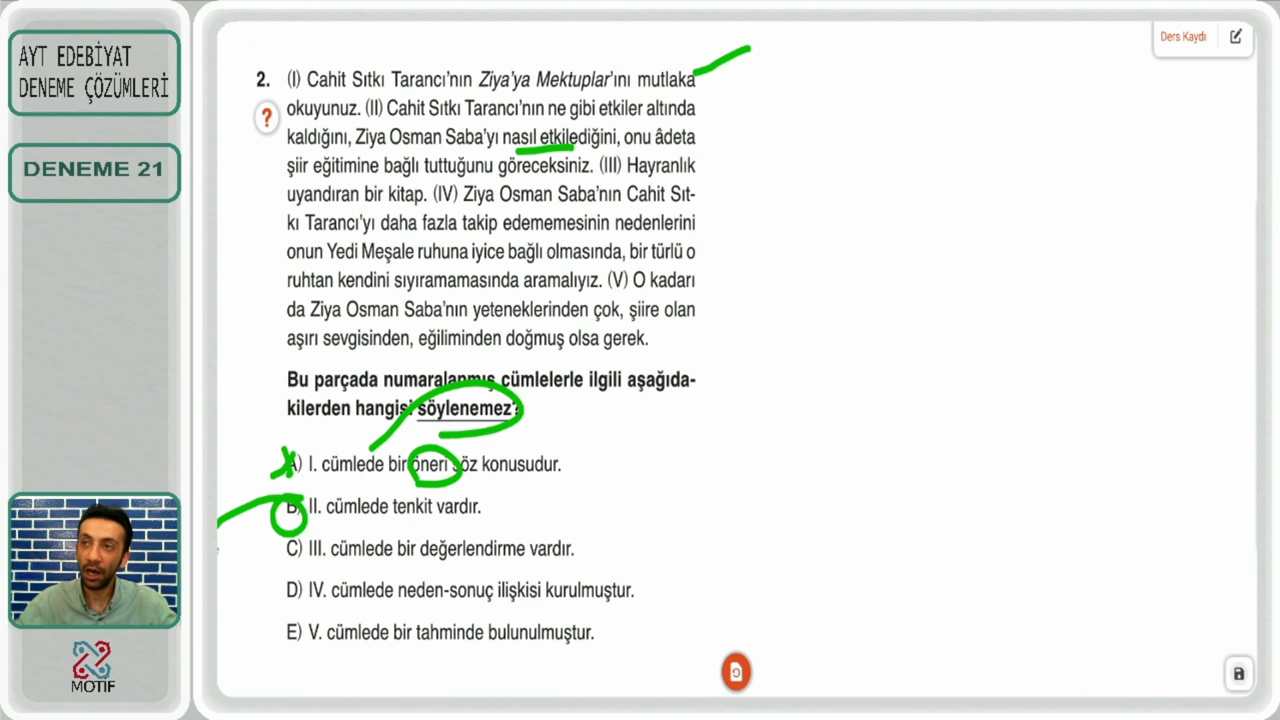 AYT EDEBİYAT
DENEME ÇÖZÜMLERİ
DENEME 21
MOTIF
Ders Kaydı
2. (I) Cahit Sıtkı Tarancı'nın Ziya'ya Mektuplar'ını mutlaka
?
okuyunuz. (II) Cahit Sıtkı Tarancı'nın ne gibi etkiler altında
kaldığını, Ziya Osman Saba'yı nasıl etkilediğini, onu âdeta
şiir eğitimine bağlı tuttuğunu göreceksiniz. (III) Hayranlık
uyandıran bir kitap. (IV) Ziya Osman Saba'nın Cahit Sıt-
kı Tarancı'yı daha fazla takip edememesinin nedenlerini
onun Yedi Meşale ruhuna iyice bağlı olmasında, bir türlü o
ruhtan kendini sıyıramamasında aramalıyız. (V) O kadarı
da Ziya Osman Saba'nın yeteneklerinden çok, şiire olan
aşırı sevgisinden, eğiliminden doğmuş olsa gerek.
Bu parçada numaralanmış cümlelerle ilgili aşağıda-
kilerden hangisi söylenemez?
A) I. cümlede bir öneri söz konusudur.
B) II. cümlede tenkit vardır.
C) III. cümlede bir değerlendirme vardır.
D) IV. cümlede neden-sonuç ilişkisi kurulmuştur.
E) V. cümlede bir tahminde bulunulmuştur.